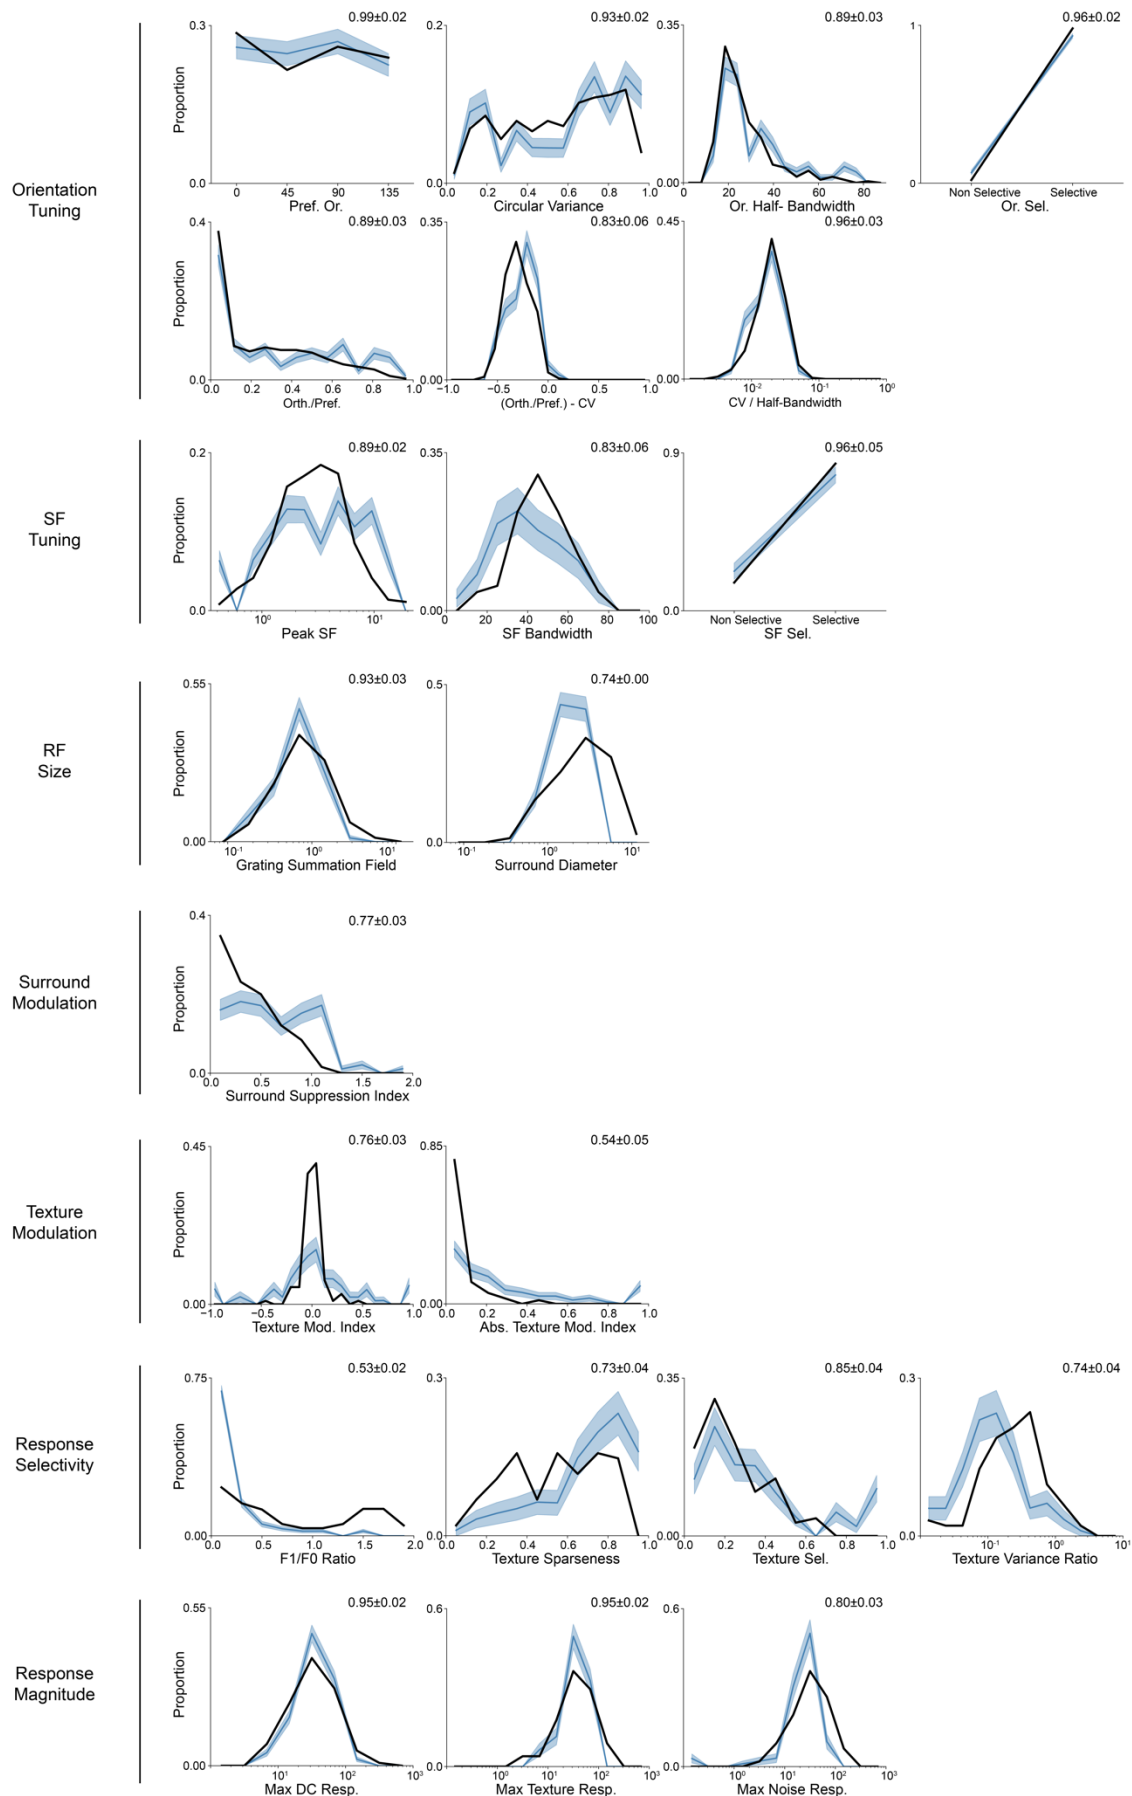 Orientation
Tuning
0.99±0.02
0.3
0.0
Proportion
0 45 90 135
Pref. Or.
0.93±0.02
0.2
0.0
0 0.2 0.4 0.6 0.8 1.0
Circular Variance
0.89±0.03
0.3
0.0
0 20 40 60 80
Or. Half- Bandwidth
0.96±0.02
1
0
Non Selective Selective
Or. Sel.
0.89±0.03
0.4
0.0
Proportion
0.0 0.2 0.4 0.6 0.8 1.0
Orth./Pref.
0.83±0.06
0.35
0.00
−1.0 −0.5 0.0 0.5 1.0
(Orth./Pref.) - CV
0.96±0.03
0.45
0.00
10⁻² 10⁻¹ 10⁰
CV / Half-Bandwidth
SF
Tuning
0.89±0.02
0.2
0.0
Proportion
10⁰ 10¹
Peak SF
0.83±0.06
0.35
0.00
0 20 40 60 80 100
SF Bandwidth
0.96±0.05
0.9
0.0
Non Selective Selective
SF Sel.
RF
Size
0.93±0.03
0.55
0.00
Proportion
10⁻¹ 10⁰ 10¹
Grating Summation Field
0.74±0.00
0.5
0.0
10⁻¹ 10⁰ 10¹
Surround Diameter
Surround
Modulation
0.77±0.03
0.4
0.0
Proportion
0.0 0.5 1.0 1.5 2.0
Surround Suppression Index
Texture
Modulation
0.76±0.03
0.45
0.00
Proportion
−1.0 −0.5 0.0 0.5 1.0
Texture Mod. Index
0.54±0.05
0.85
0.00
0.0 0.2 0.4 0.6 0.8 1.0
Abs. Texture Mod. Index
Response
Selectivity
0.53±0.02
0.75
0.00
Proportion
0.0 0.5 1.0 1.5 2.0
F1/F0 Ratio
0.73±0.04
0.3
0.0
0.0 0.2 0.4 0.6 0.8 1.0
Texture Sparseness
0.85±0.04
0.35
0.00
0.0 0.2 0.4 0.6 0.8 1.0
Texture Sel.
0.74±0.04
0.3
0.0
10⁻¹ 10⁰ 10¹
Texture Variance Ratio
Response
Magnitude
0.95±0.02
0.55
0.00
Proportion
10¹ 10² 10³
Max DC Resp.
0.95±0.02
0.6
0.0
10⁰ 10¹ 10² 10³
Max Texture Resp.
0.80±0.03
0.6
0.0
10⁰ 10¹ 10² 10³
Max Noise Resp.